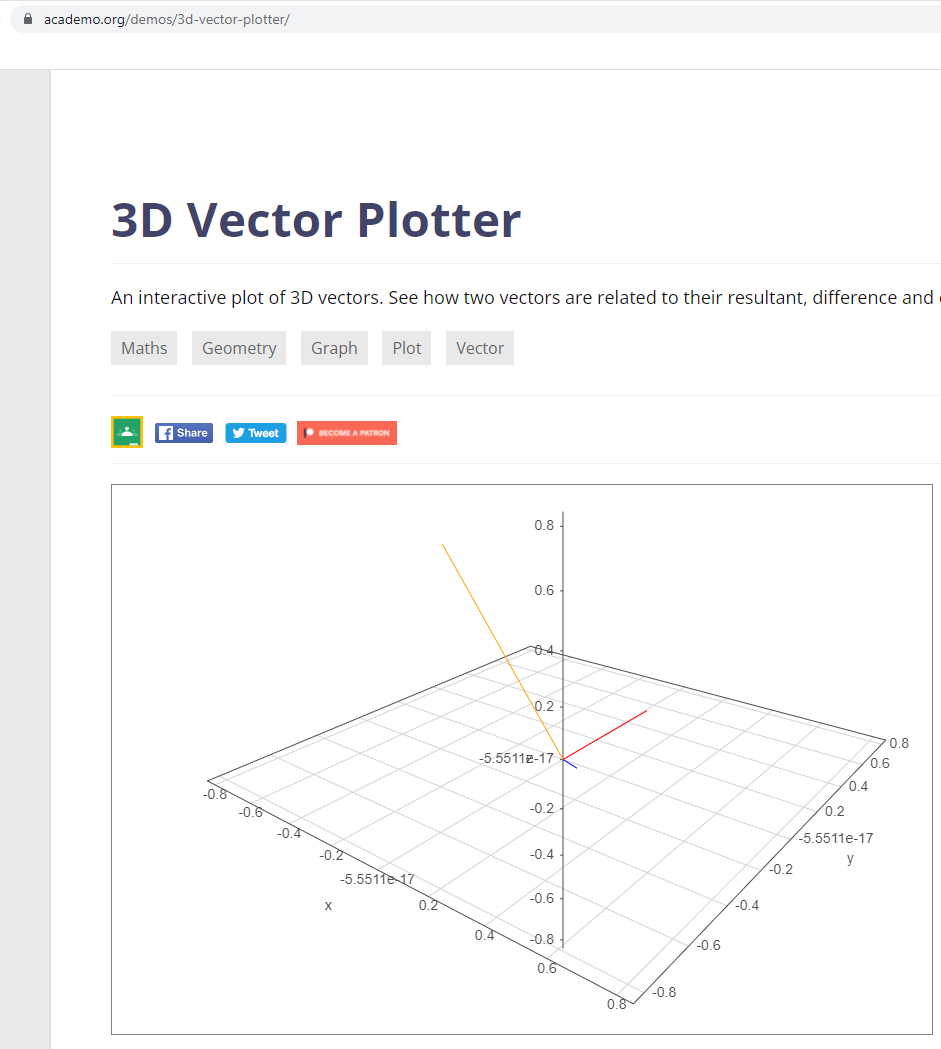 academo.org/demos/3d-vector-plotter/
3D Vector Plotter
An interactive plot of 3D vectors. See how two vectors are related to their resultant, difference and
Maths Geometry Graph Plot Vector
Share Tweet BECOME A PATRON
0.8
0.6
0.4
0.2
-5.5511e-17
z
-0.2
-0.4
-0.6
-0.8
-0.8
-0.6
-0.4
-0.2
-5.5511e-17
x
0.2
0.4
0.6
0.8
0.8
0.6
0.4
0.2
-5.5511e-17
y
-0.2
-0.4
-0.6
-0.8